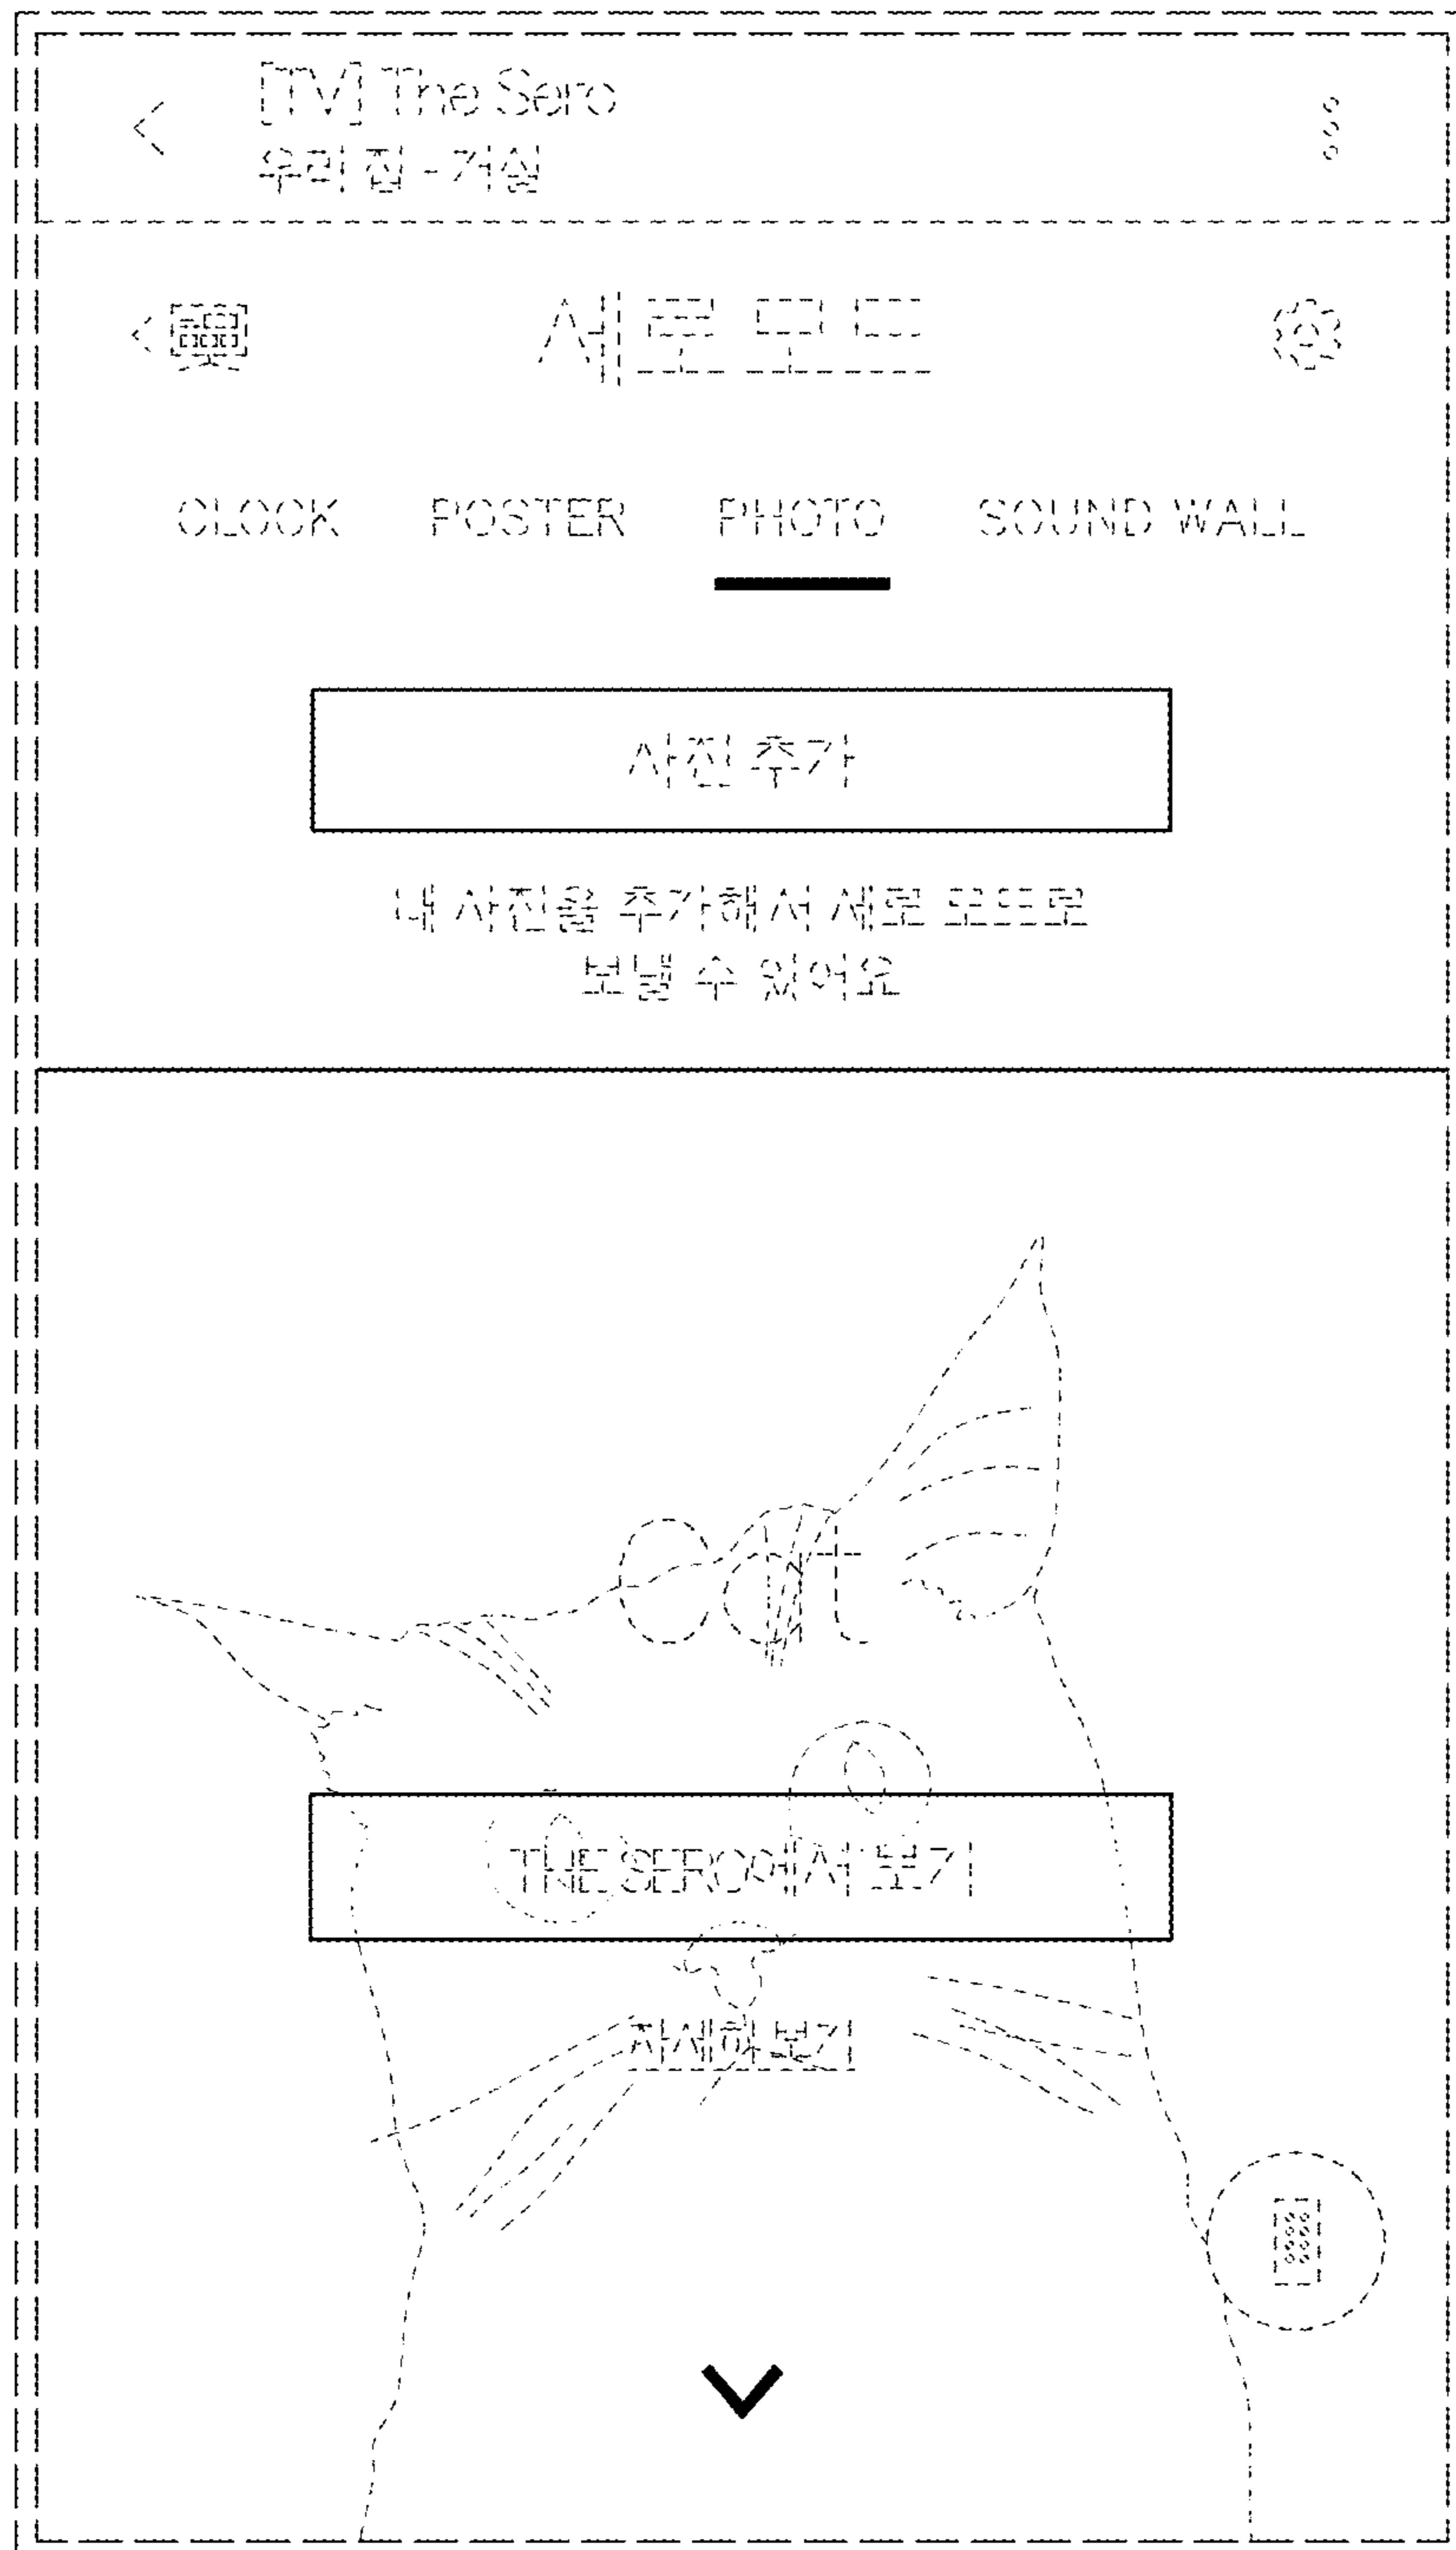 [TV] The Sero
우리 집 - 거실
세로 모드
CLOCK POSTER PHOTO SOUND WALL
사진 추가
내 사진을 추가해서 세로 모드로
보낼 수 있어요
cat
THE SERO에서 보기
자세히 보기